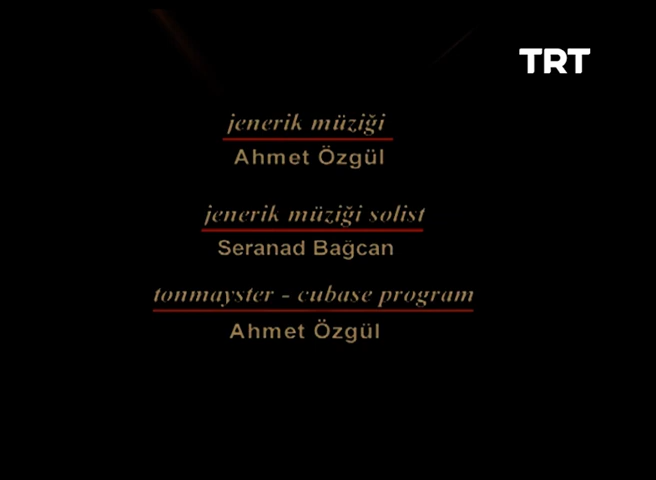 TRT
jenerik müziği
Ahmet Özgül
jenerik müziği solist
Seranad Bağcan
tonmayster - cubase program
Ahmet Özgül